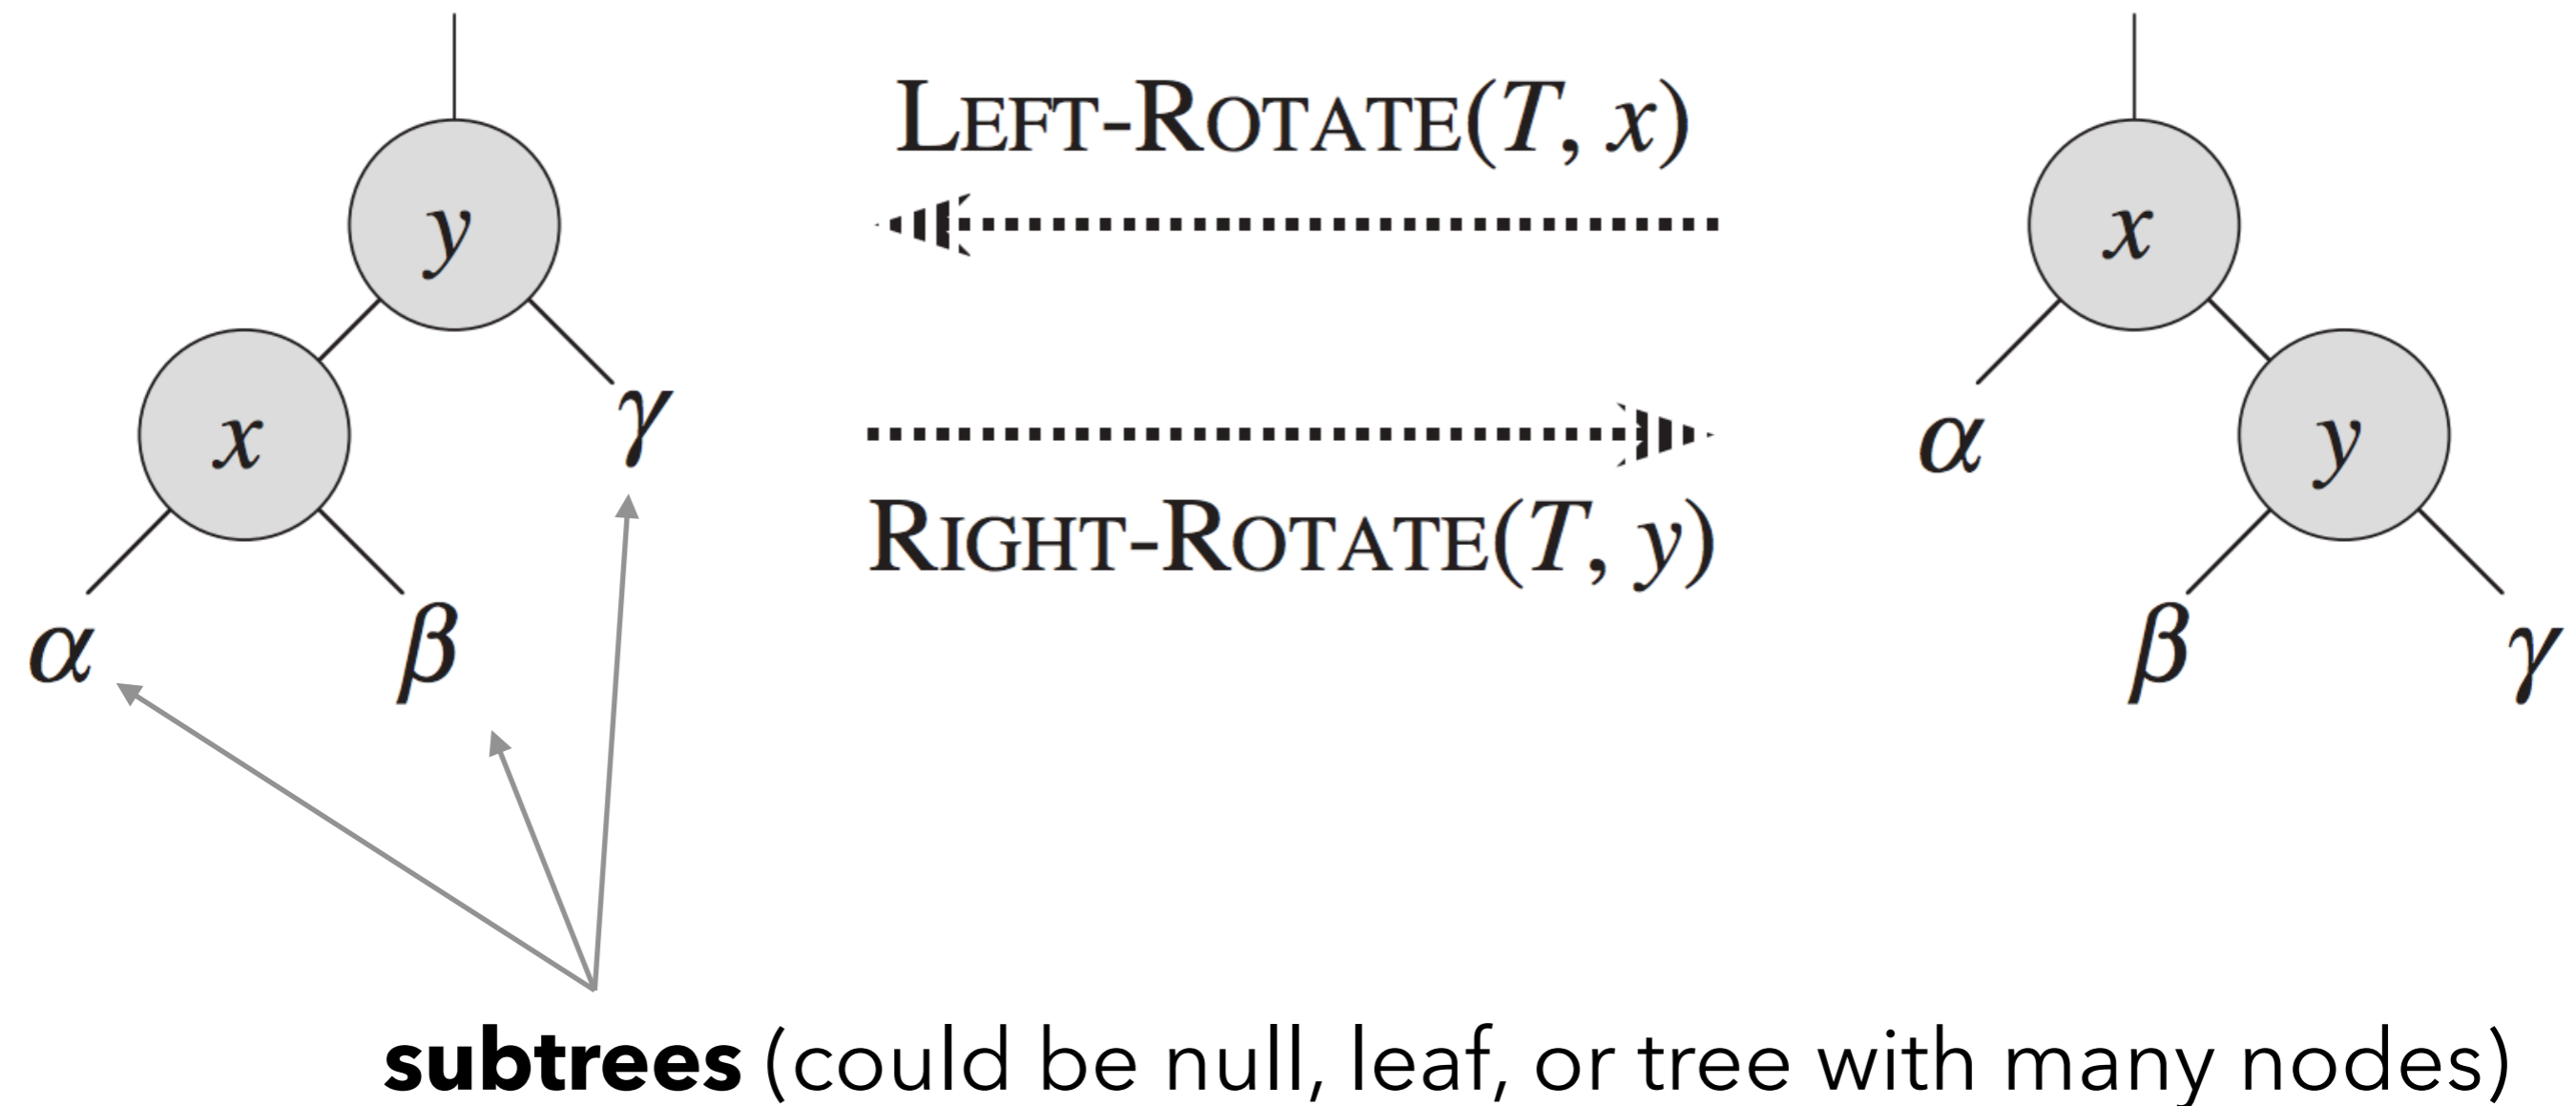 LEFT-ROTATE(T, x)
y
x
x
γ
α
y
RIGHT-ROTATE(T, y)
α
β
β
γ
subtrees (could be null, leaf, or tree with many nodes)